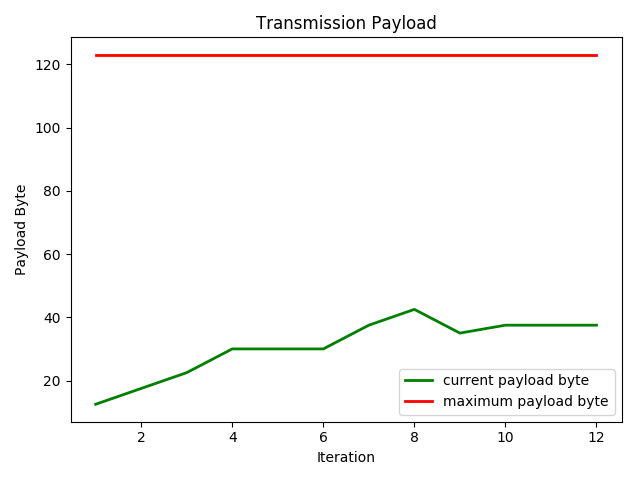 Transmission Payload
Payload Byte
120
100
80
60
40
20
current payload byte
maximum payload byte
2 4 6 8 10 12
Iteration